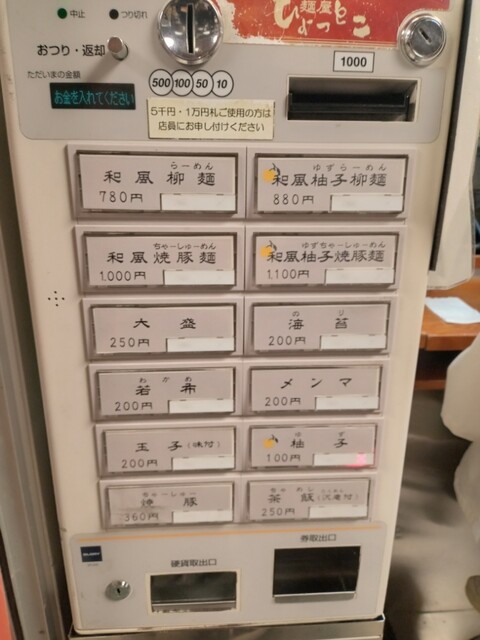 中止 つり切れ
麺屋
ひょっとこ
おつり・返却
ただいまの金額
お金を入れてください
500 100 50 10
1000
5千円・1万円札ご使用の方は
店員にお申し付けください
らーめん
和風柳麺
780円
ゆずらーめん
和風柚子柳麺
880円
ちゃーしゅーめん
和風焼豚麺
1,000円
ゆずちゃーしゅーめん
和風柚子焼豚麺
1,100円
大盛
250円
のり
海苔
200円
わかめ
若布
200円
メンマ
200円
玉子(味付)
200円
ゆず
柚子
100円
ちゃーしゅー
焼豚
360円
ちゃめし
茶飯(沢庵付)
250円
硬貨取出口
券取出口